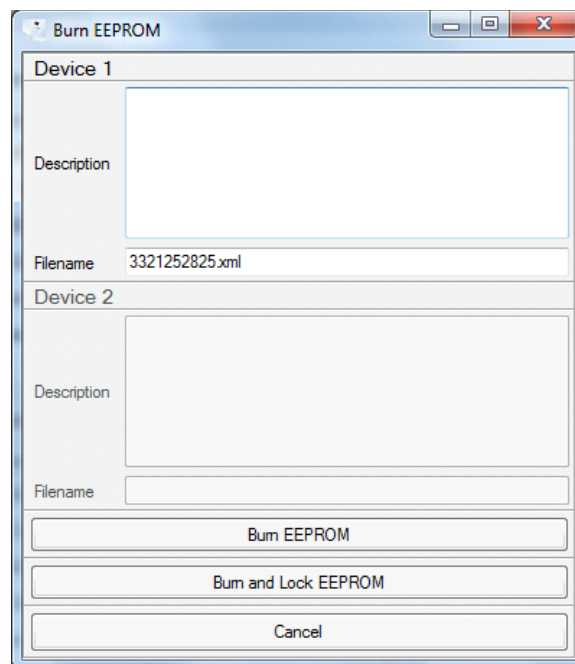 Burn EEPROM
Device 1
Description
Filename 3321252825.xml
Device 2
Description
Filename
Burn EEPROM
Burn and Lock EEPROM
Cancel